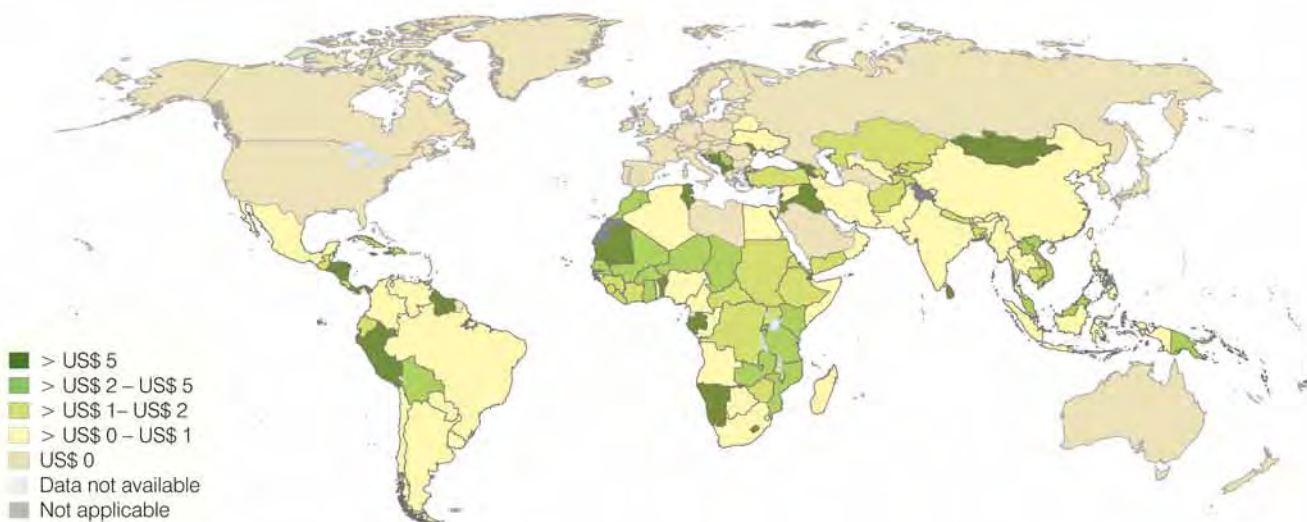 > US$ 5
> US$ 2 – US$ 5
> US$ 1– US$ 2
> US$ 0 – US$ 1
US$ 0
Data not available
Not applicable